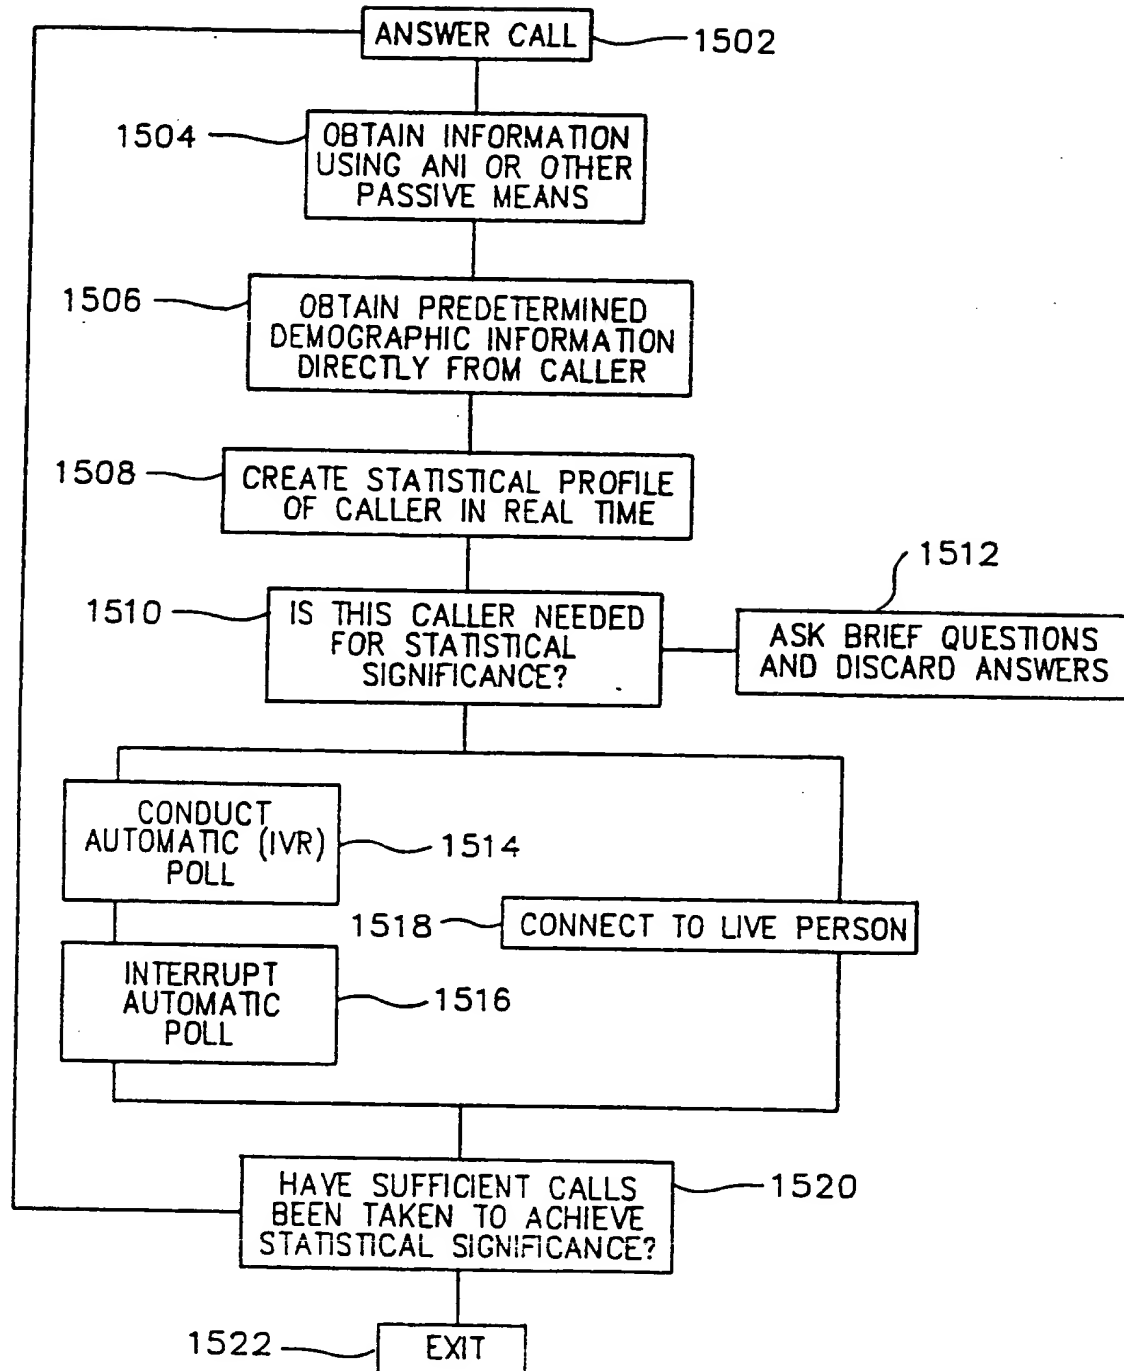 ANSWER CALL
1502
1504
OBTAIN INFORMATION
USING ANI OR OTHER
PASSIVE MEANS
1506
OBTAIN PREDETERMINED
DEMOGRAPHIC INFORMATION
DIRECTLY FROM CALLER
1508
CREATE STATISTICAL PROFILE
OF CALLER IN REAL TIME
1510
IS THIS CALLER NEEDED
FOR STATISTICAL
SIGNIFICANCE?
1512
ASK BRIEF QUESTIONS
AND DISCARD ANSWERS
CONDUCT
AUTOMATIC (IVR)
POLL
1514
1518
CONNECT TO LIVE PERSON
INTERRUPT
AUTOMATIC
POLL
1516
HAVE SUFFICIENT CALLS
BEEN TAKEN TO ACHIEVE
STATISTICAL SIGNIFICANCE?
1520
1522
EXIT